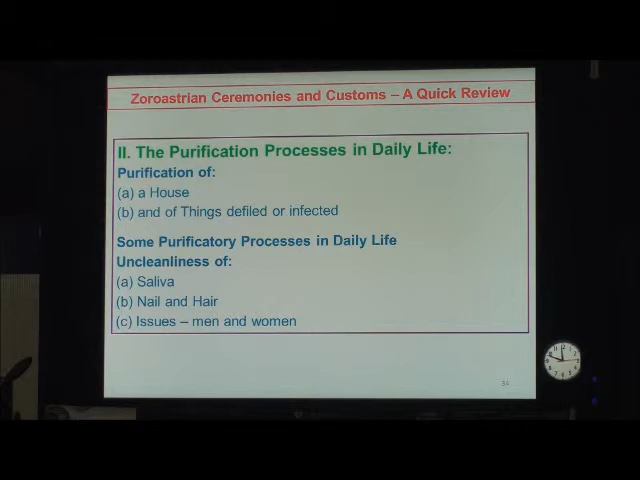 Zoroastrian Ceremonies and Customs – A Quick Review
II. The Purification Processes in Daily Life:
Purification of:
(a) a House
(b) and of Things defiled or infected
Some Purificatory Processes in Daily Life
Uncleanliness of:
(a) Saliva
(b) Nail and Hair
(c) Issues – men and women